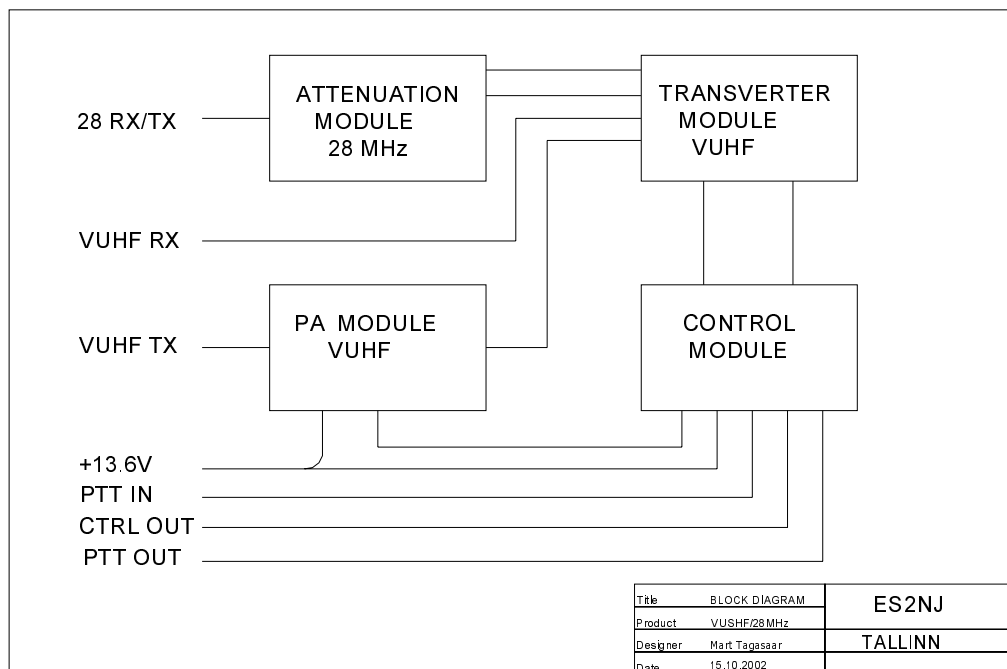 28 RX/TX
ATTENUATION
MODULE
28 MHz
TRANSVERTER
MODULE
VUHF
VUHF RX
VUHF TX
PA MODULE
VUHF
CONTROL
MODULE
+13.6V
PTT IN
CTRL OUT
PTT OUT
Title BLOCK DIAGRAM
Product VUSHF/28MHz
Designer Mart Tagasaar
Date 15.10.2002
ES2NJ
TALLINN